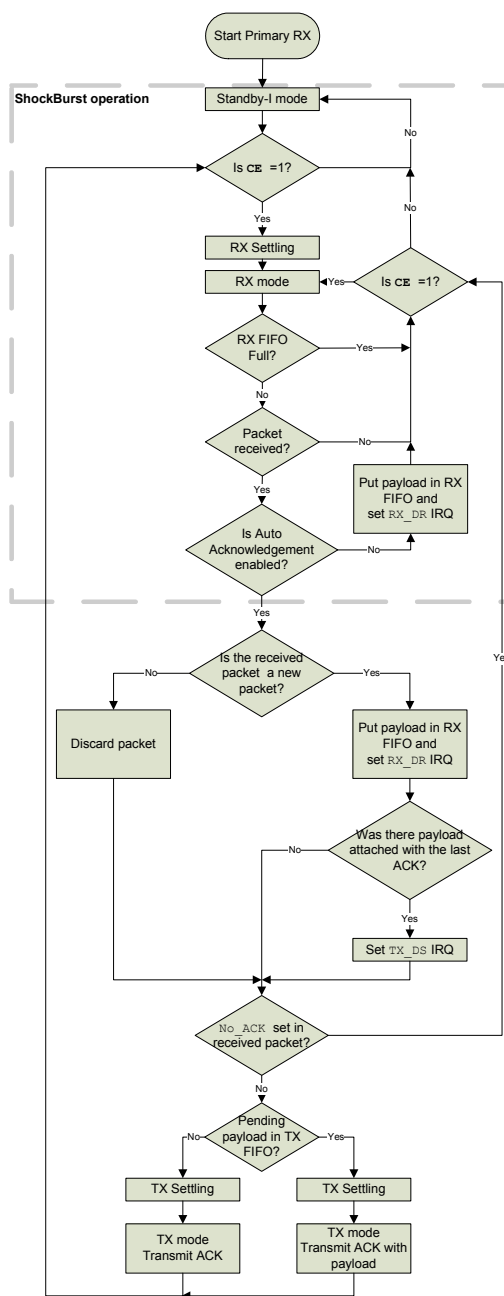 Start Primary RX
ShockBurst operation
Standby-I mode
No
Is CE =1?
No
Yes
RX Settling
Is CE =1?
Yes
RX mode
RX FIFO
Full?
Yes
No
Packet
received?
No
Put payload in RX
FIFO and
set RX_DR IRQ
Yes
Is Auto
Acknowledgement
enabled?
No
Yes
Is the received
packet a new
packet?
No
Yes
Ye
Discard packet
Put payload in RX
FIFO and
set RX_DR IRQ
Was there payload
attached with the last
ACK?
No
Yes
Set TX_DS IRQ
No_ACK set in
received packet?
No
Pending
payload in TX
FIFO?
No
Yes
TX Settling
TX Settling
TX mode
Transmit ACK
TX mode
Transmit ACK with
payload